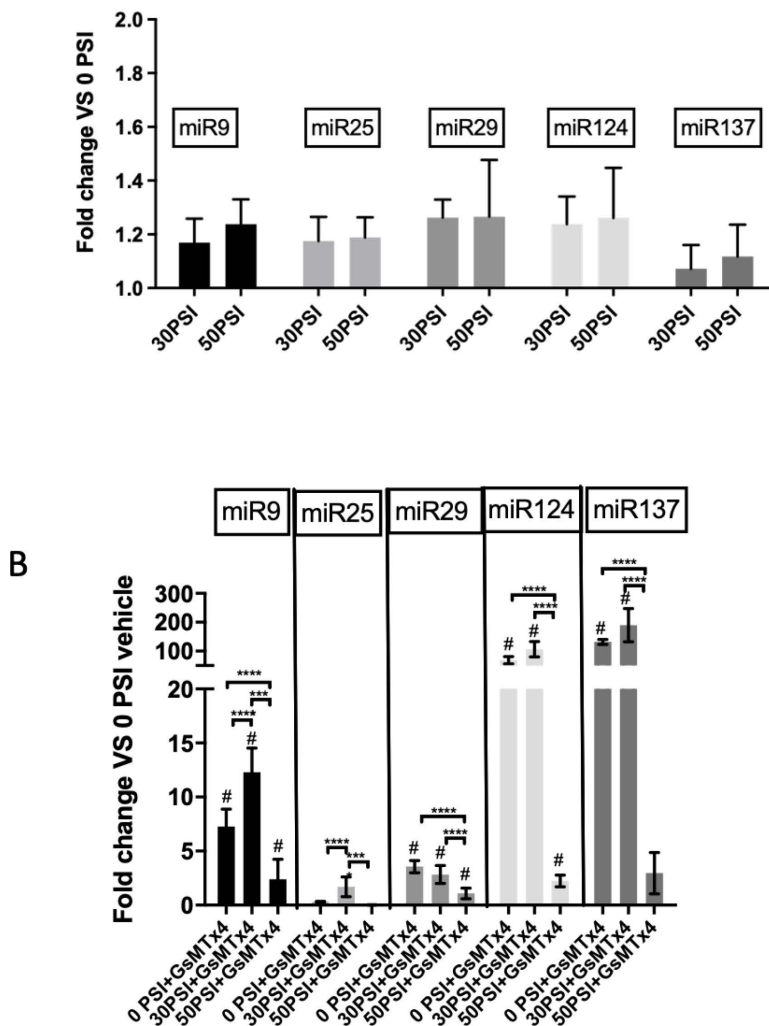 Fold change VS 0 PSI
2.0
1.8
1.6
1.4
1.2
1.0
miR9
miR25
miR29
miR124
miR137
30PSI
50PSI
30PSI
50PSI
30PSI
50PSI
30PSI
50PSI
30PSI
50PSI
B
Fold change VS 0 PSI vehicle
300
200
100
20
15
10
5
0
miR9
miR25
miR29
miR124
miR137
****
****
***
#
#
#
****
***
****
****
#
#
#
****
****
#
#
#
****
****
#
#
0 PSI+GsMTx4
30PSI+GsMTx4
50PSI+GsMTx4
0 PSI+GsMTx4
30PSI+GsMTx4
50PSI+GsMTx4
0 PSI+GsMTx4
30PSI+GsMTx4
50PSI+GsMTx4
0 PSI+GsMTx4
30PSI+GsMTx4
50PSI+GsMTx4
0 PSI+GsMTx4
30PSI+GsMTx4
50PSI+GsMTx4